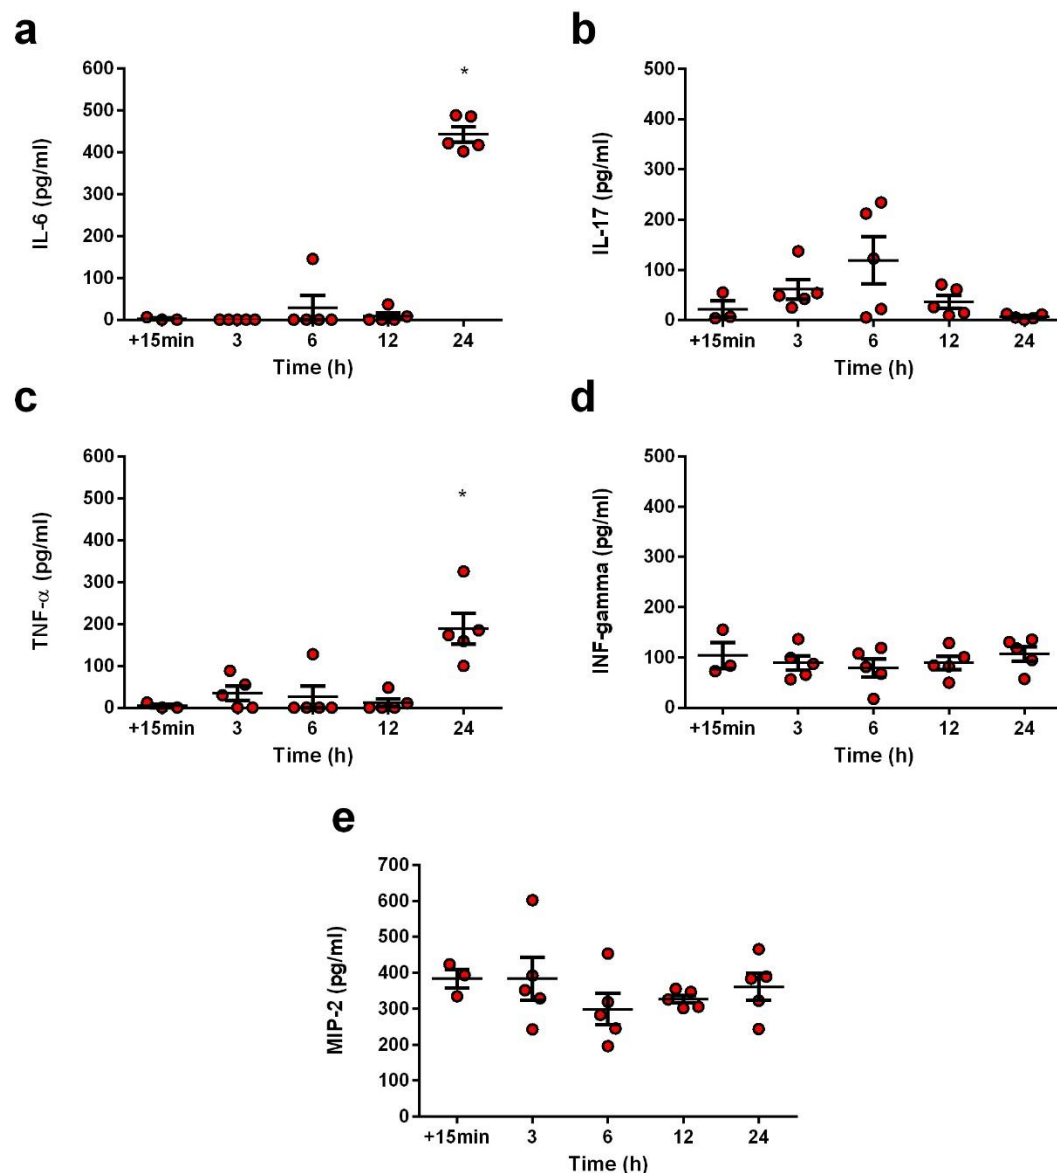 a
600
500
400
300
200
100
0
IL-6 (pg/ml)
*
+15min 3 6 12 24
Time (h)
b
500
400
300
200
100
0
IL-17 (pg/ml)
+15min 3 6 12 24
Time (h)
c
600
500
400
300
200
100
0
TNF-α (pg/ml)
*
+15min 3 6 12 24
Time (h)
d
500
400
300
200
100
0
INF-gamma (pg/ml)
+15min 3 6 12 24
Time (h)
e
700
600
500
400
300
200
100
0
MIP-2 (pg/ml)
+15min 3 6 12 24
Time (h)